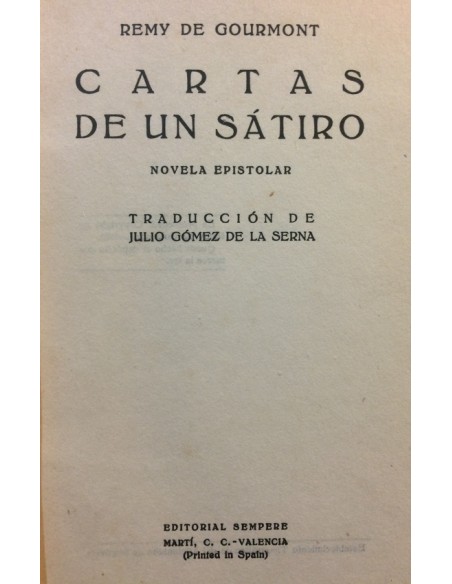 REMY DE GOURMONT
CARTAS
DE UN SÁTIRO
NOVELA EPISTOLAR
TRADUCCIÓN DE
JULIO GÓMEZ DE LA SERNA
EDITORIAL SEMPERE
MARTÍ, C. C.-VALENCIA
(Printed in Spain)